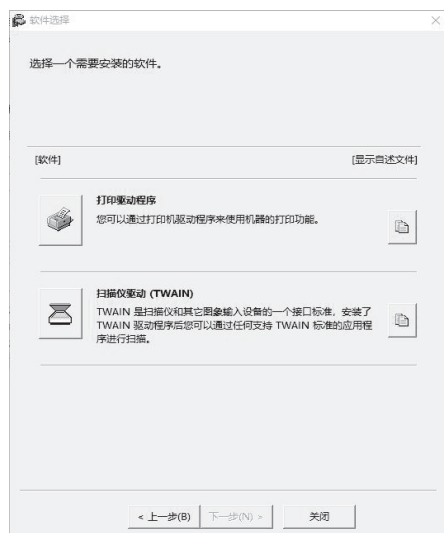 软件选择
选择一个需要安装的软件。
[软件] [显示自述文件]
打印驱动程序
您可以通过打印机驱动程序来使用机器的打印功能。
扫描仪驱动 (TWAIN)
TWAIN 是扫描仪和其它图象输入设备的一个接口标准，安装了
TWAIN 驱动程序后您可以通过任何支持 TWAIN 标准的应用程
序进行扫描。
< 上一步(B) 下一步(N) > 关闭